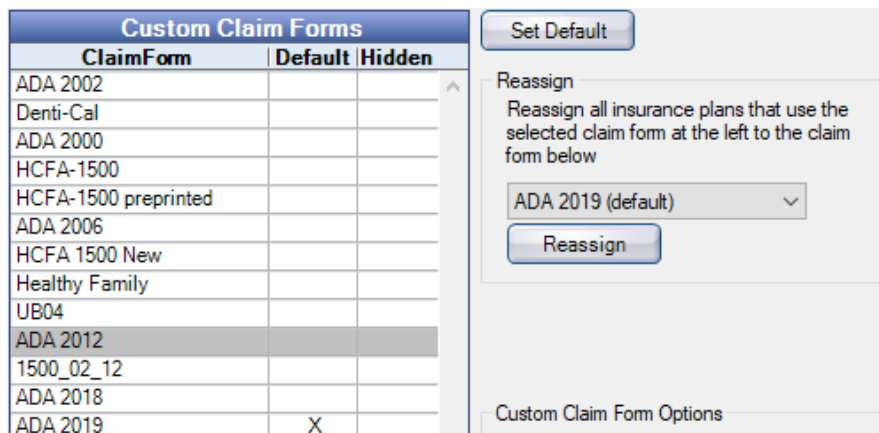 Custom Claim Forms
ClaimForm Default Hidden
ADA 2002
Denti-Cal
ADA 2000
HCFA-1500
HCFA-1500 preprinted
ADA 2006
HCFA 1500 New
Healthy Family
UB04
ADA 2012
1500_02_12
ADA 2018
ADA 2019 X
Set Default
Reassign
Reassign all insurance plans that use the
selected claim form at the left to the claim
form below
ADA 2019 (default)
Reassign
Custom Claim Form Options